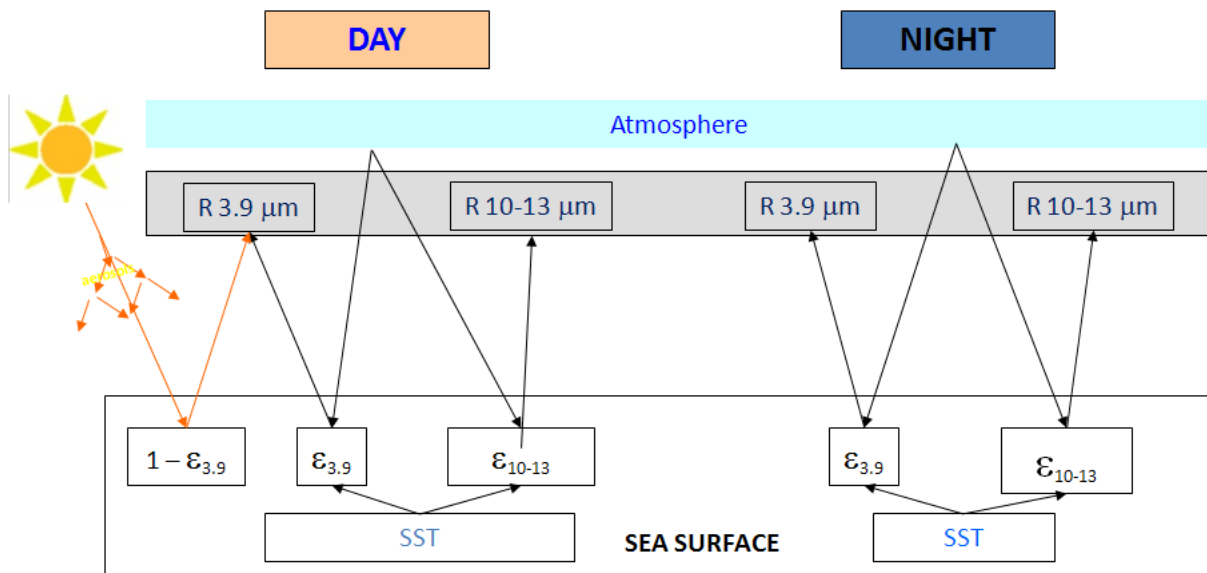 DAY
NIGHT
Atmosphere
R 3.9 μm
R 10-13 μm
R 3.9 μm
R 10-13 μm
aerosols
1 – ε3.9
ε3.9
ε10-13
ε3.9
ε10-13
SST
SEA SURFACE
SST